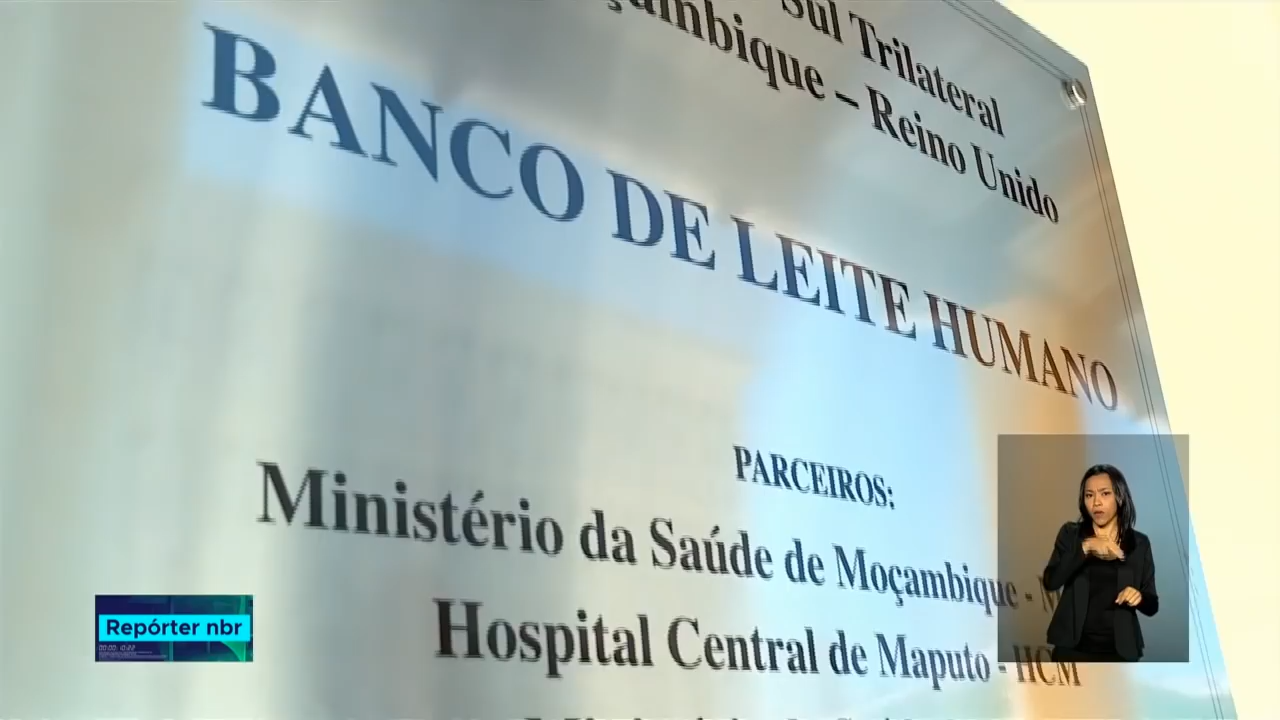 Sul Trilateral
çambique – Reino Unido
BANCO DE LEITE HUMANO
PARCEIROS:
Ministério da Saúde de Moçambique -
Hospital Central de Maputo - HCM
Repórter nbr